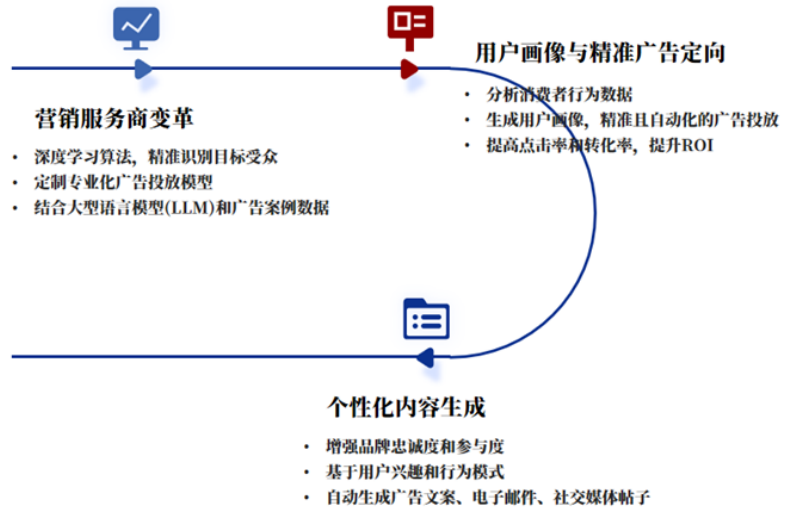 用户画像与精准广告定向
• 分析消费者行为数据
• 生成用户画像，精准且自动化的广告投放
• 提高点击率和转化率，提升ROI
营销服务商变革
• 深度学习算法，精准识别目标受众
• 定制专业化广告投放模型
• 结合大型语言模型(LLM)和广告案例数据
个性化内容生成
• 增强品牌忠诚度和参与度
• 基于用户兴趣和行为模式
• 自动生成广告文案、电子邮件、社交媒体帖子